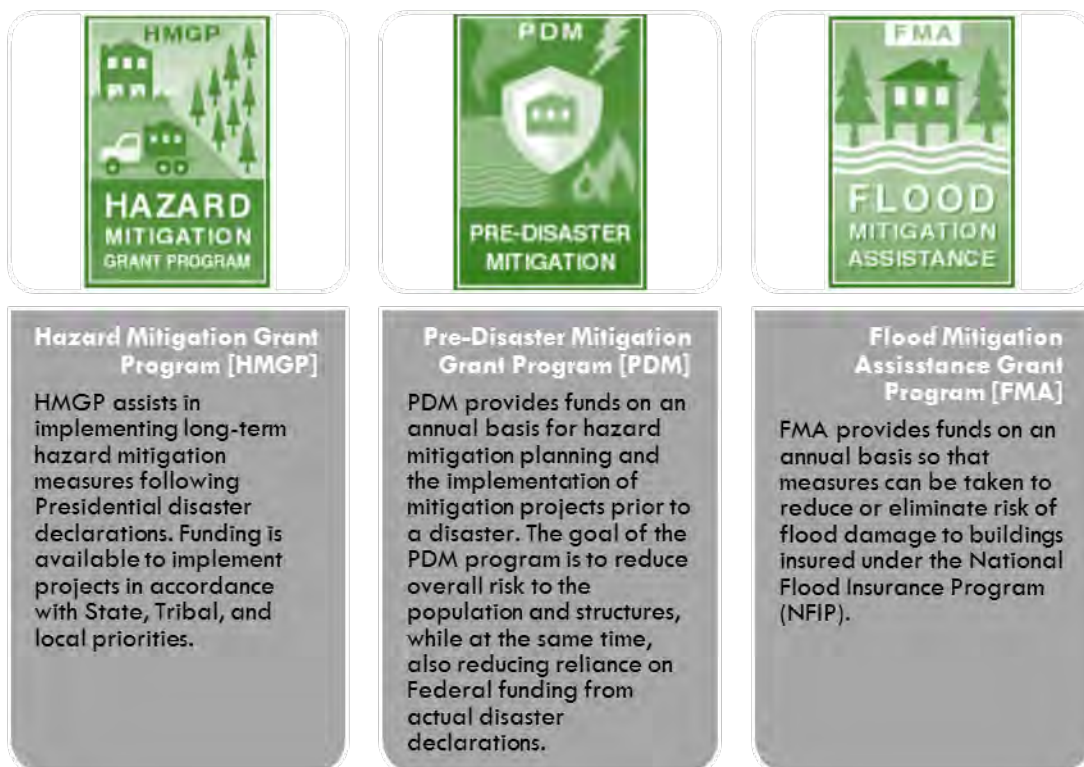 HMGP
HAZARD
MITIGATION
GRANT PROGRAM
PDM
PRE-DISASTER
MITIGATION
FMA
FLOOD
MITIGATION
ASSISTANCE
Hazard Mitigation Grant
Program [HMGP]
HMGP assists in
implementing long-term
hazard mitigation
measures following
Presidential disaster
declarations. Funding is
available to implement
projects in accordance
with State, Tribal, and
local priorities.
Pre-Disaster Mitigation
Grant Program [PDM]
PDM provides funds on an
annual basis for hazard
mitigation planning and
the implementation of
mitigation projects prior to
a disaster. The goal of the
PDM program is to reduce
overall risk to the
population and structures,
while at the same time,
also reducing reliance on
Federal funding from
actual disaster
declarations.
Flood Mitigation
Assisstance Grant
Program [FMA]
FMA provides funds on an
annual basis so that
measures can be taken to
reduce or eliminate risk of
flood damage to buildings
insured under the National
Flood Insurance Program
(NFIP).